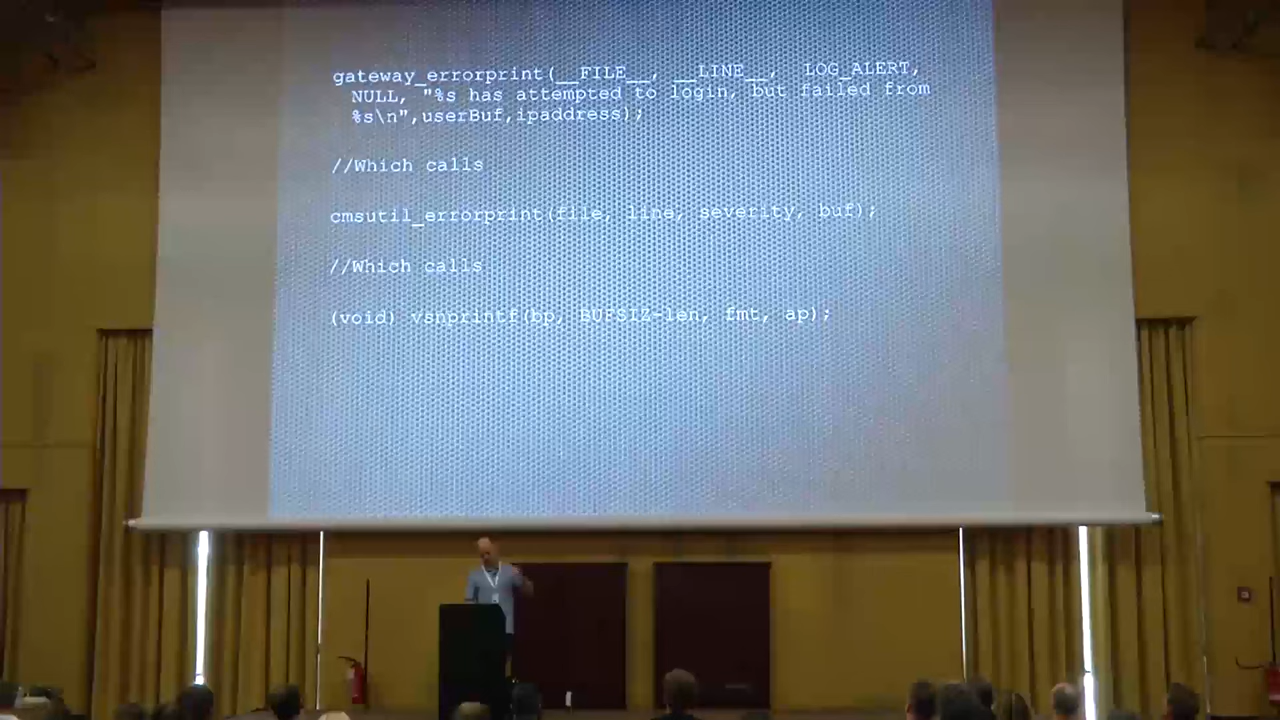 gateway_errorprint(__FILE__, __LINE__, LOG_ALERT,
NULL, "%s has attempted to login, but failed from
%s\n",userBuf,ipaddress);
//Which calls
cmsutil_errorprint(file, line, severity, buf);
//Which calls
(void) vsnprintf(bp, BUFSIZ-len, fmt, ap);